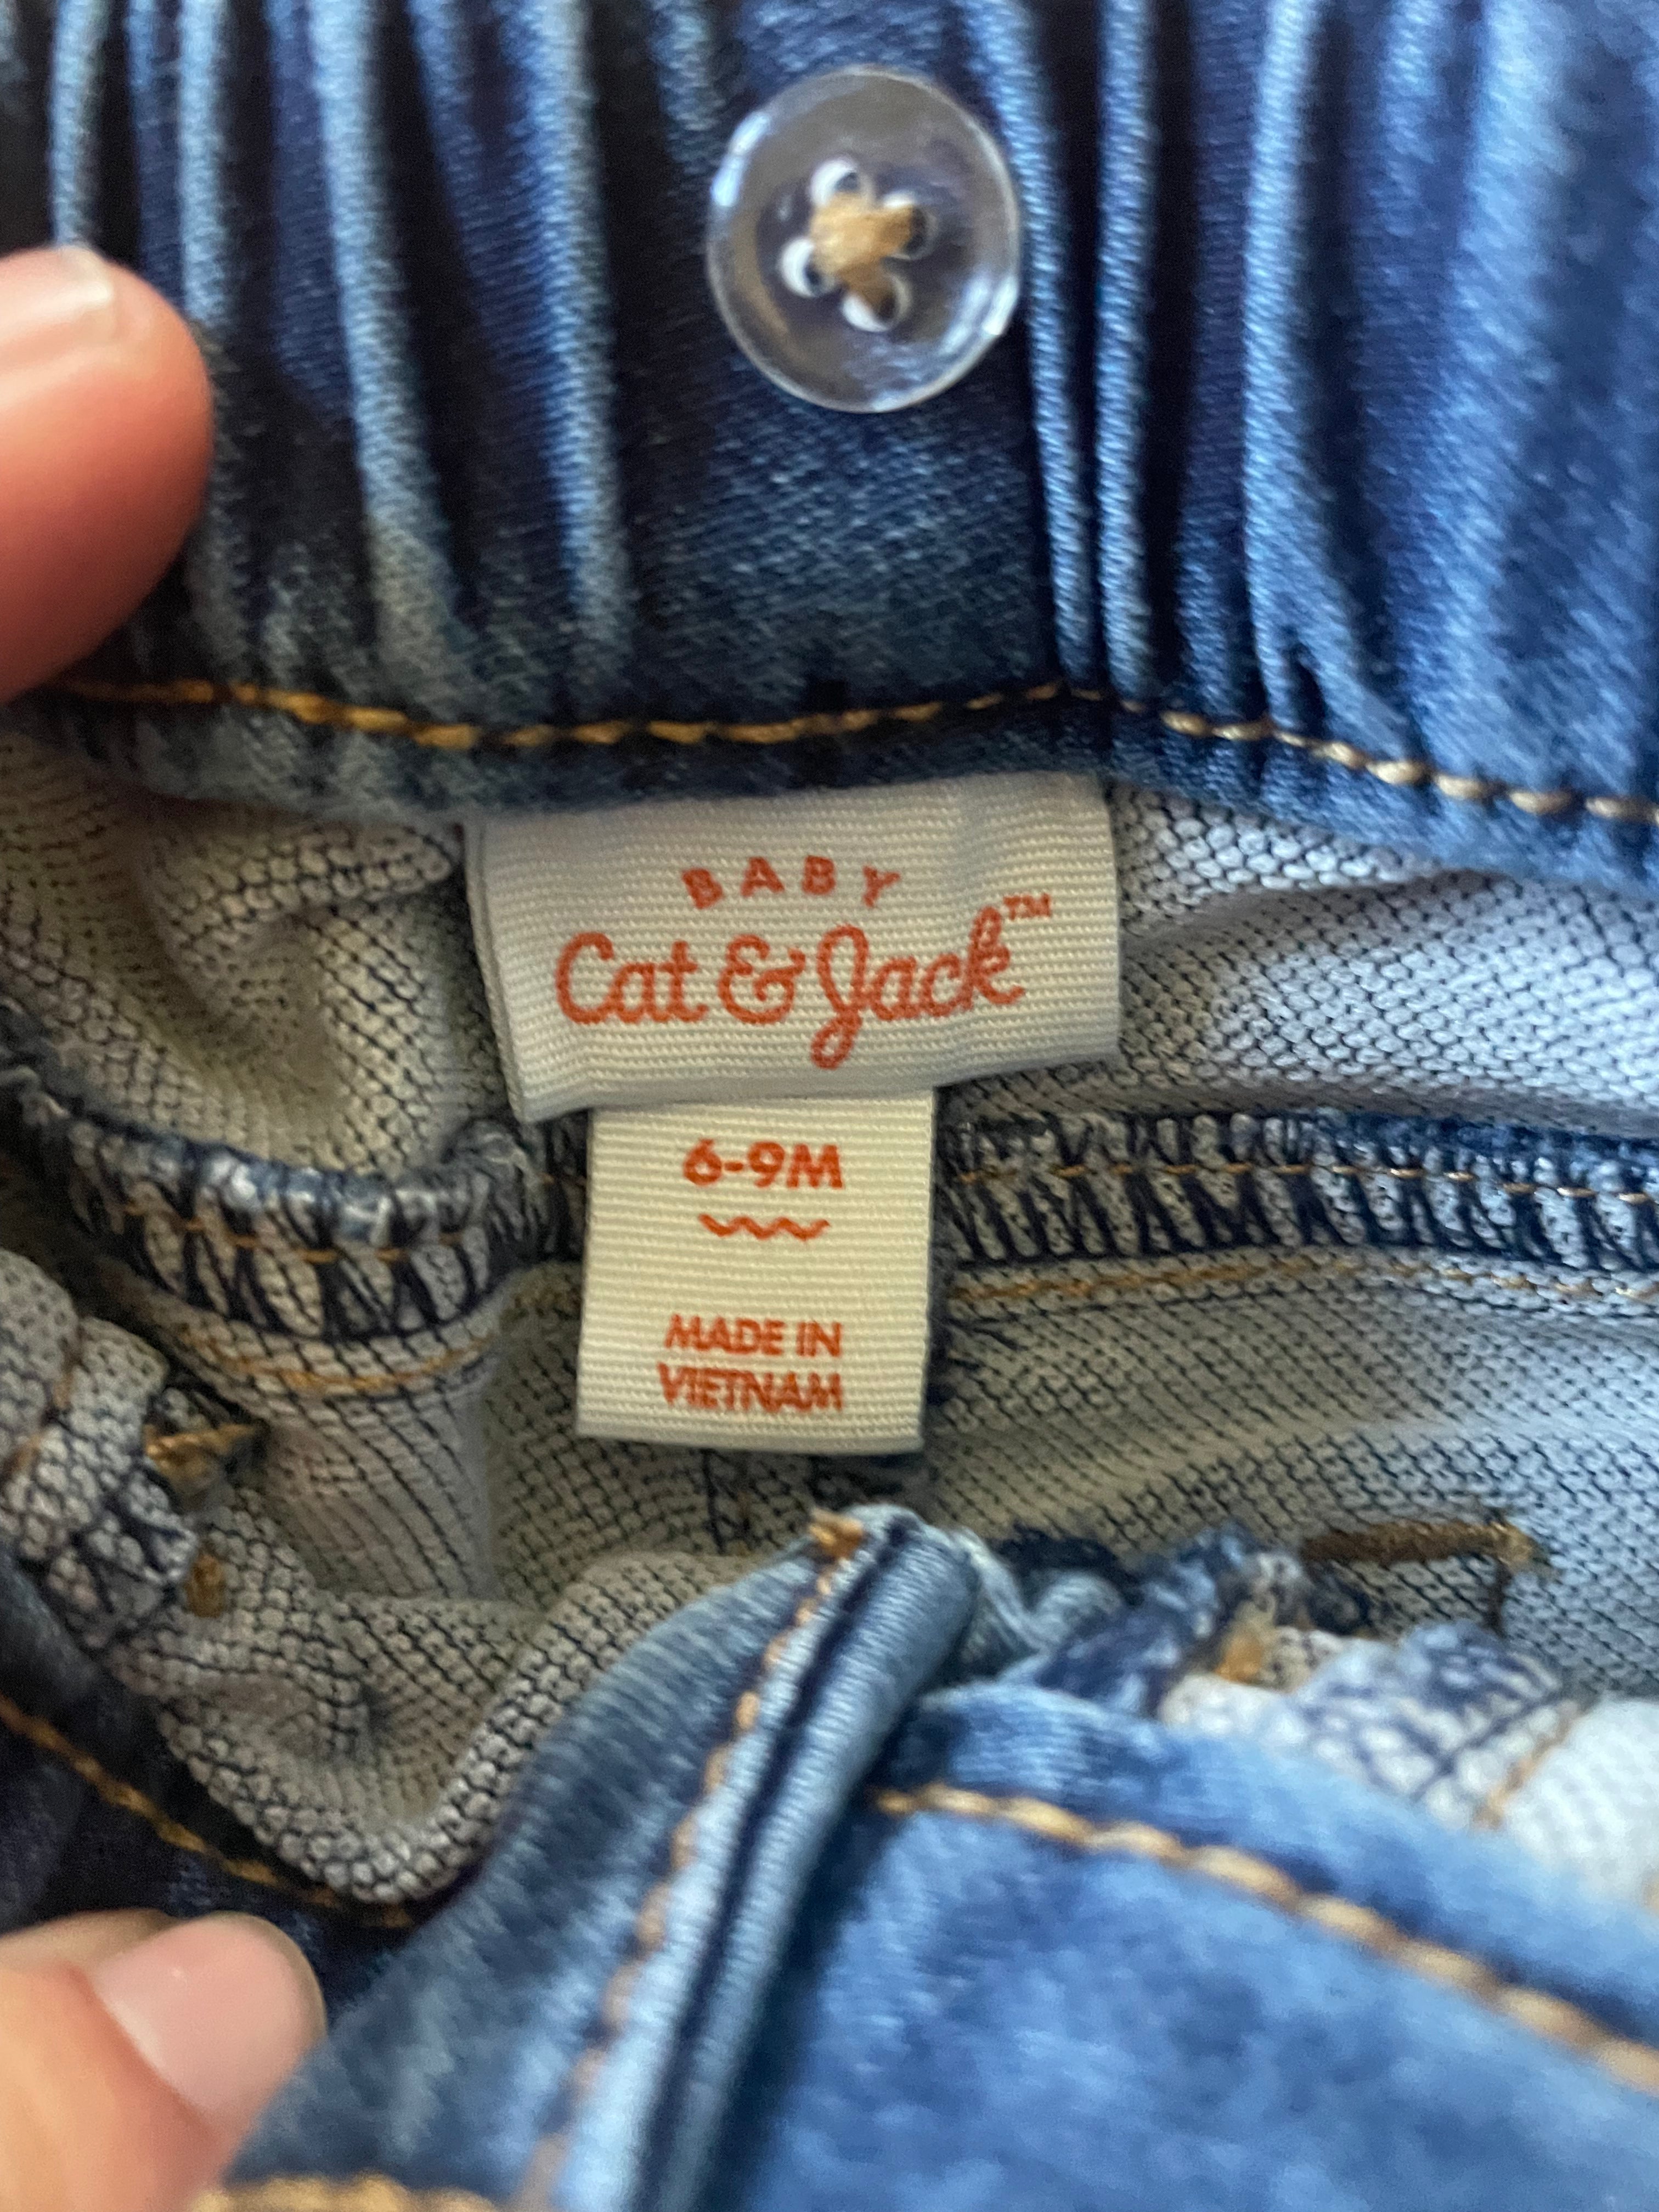 BABY
Cat & Jack™
6-9M
MADE IN
VIETNAM